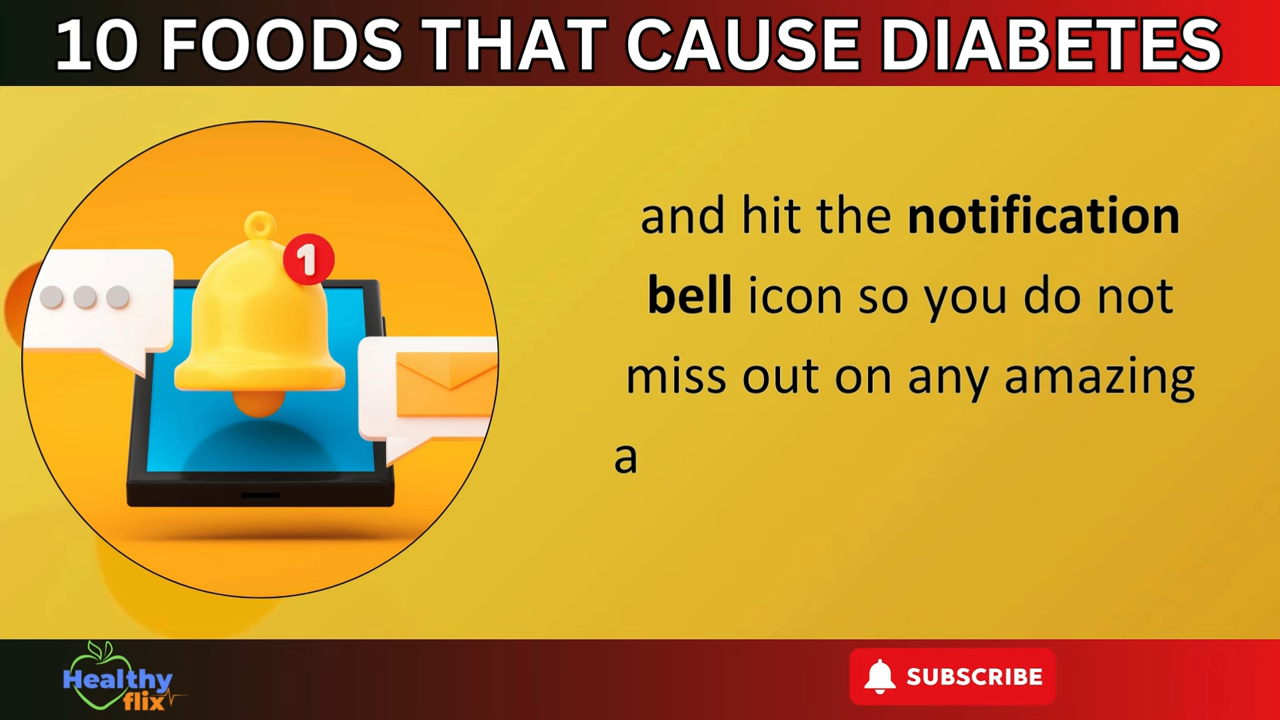 10 FOODS THAT CAUSE DIABETES
1
and hit the notification
bell icon so you do not
miss out on any amazing
a
Healthy
flix
SUBSCRIBE